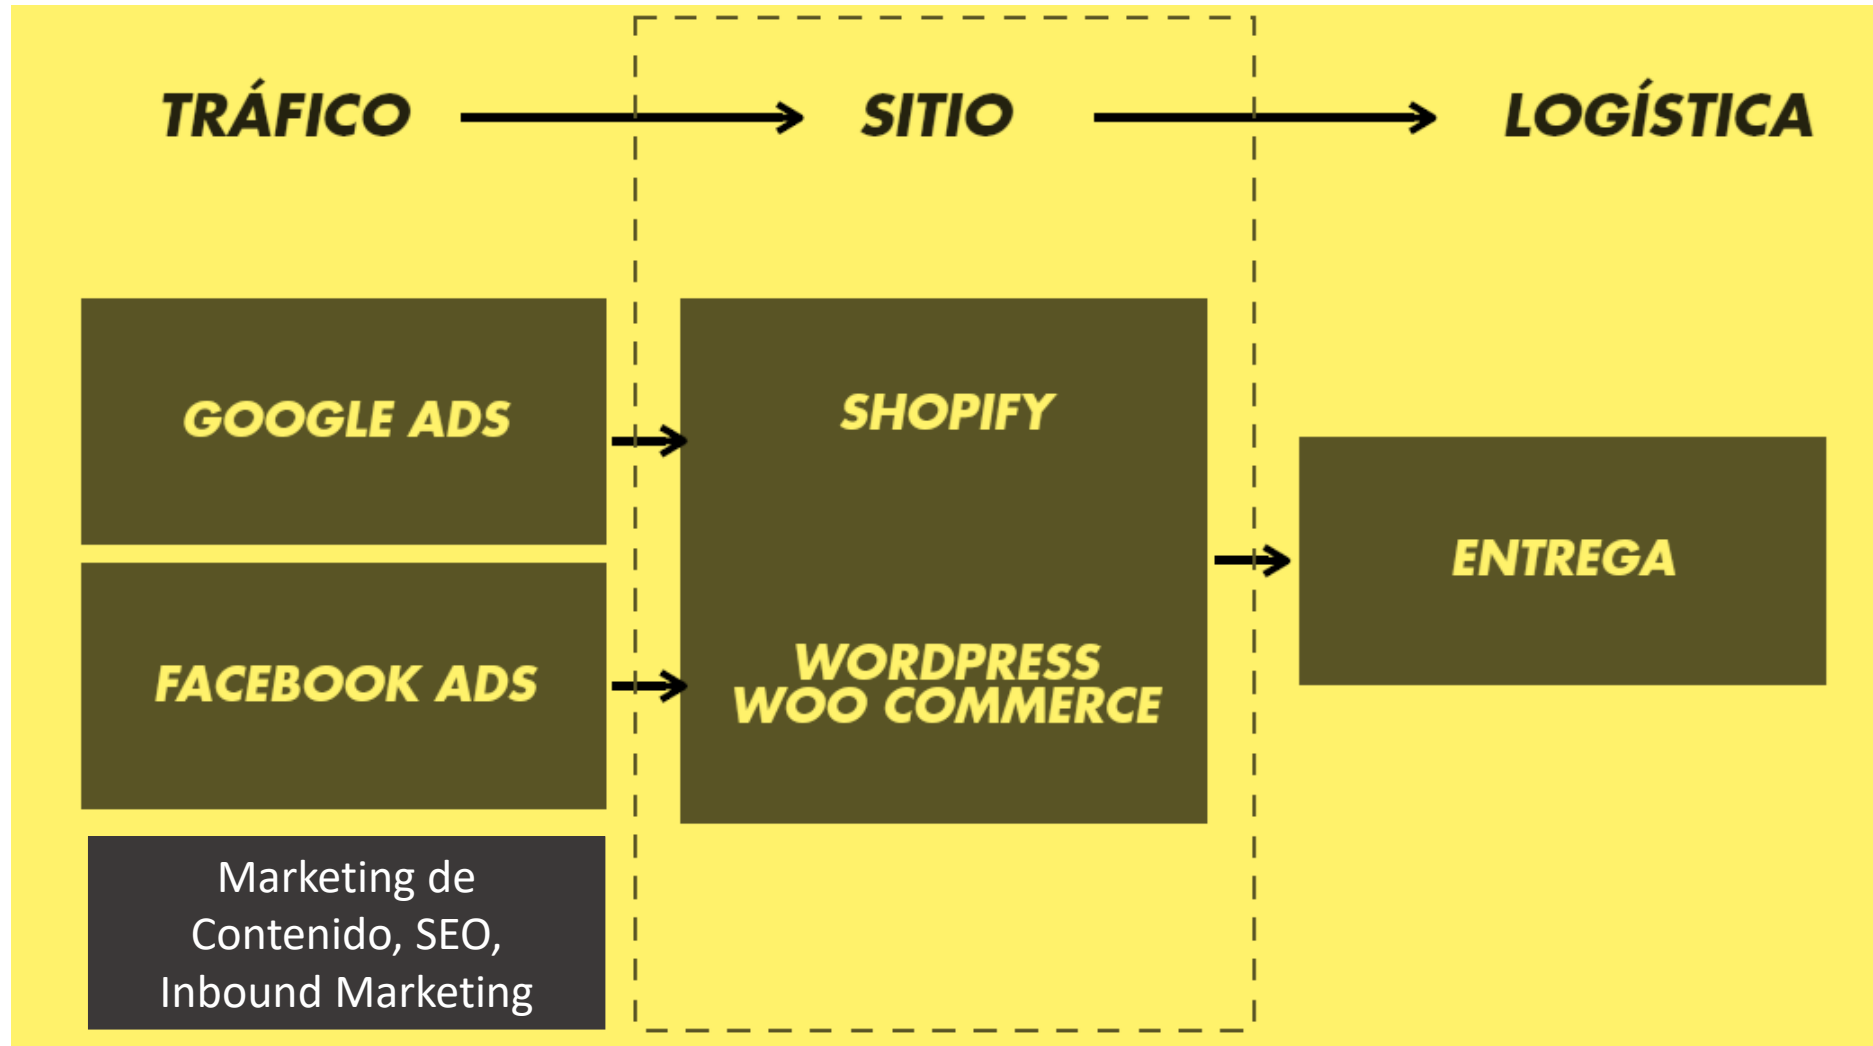 TRÁFICO
SITIO
LOGÍSTICA
GOOGLE ADS
FACEBOOK ADS
Marketing de
Contenido, SEO,
Inbound Marketing
SHOPIFY
WORDPRESS
WOO COMMERCE
ENTREGA